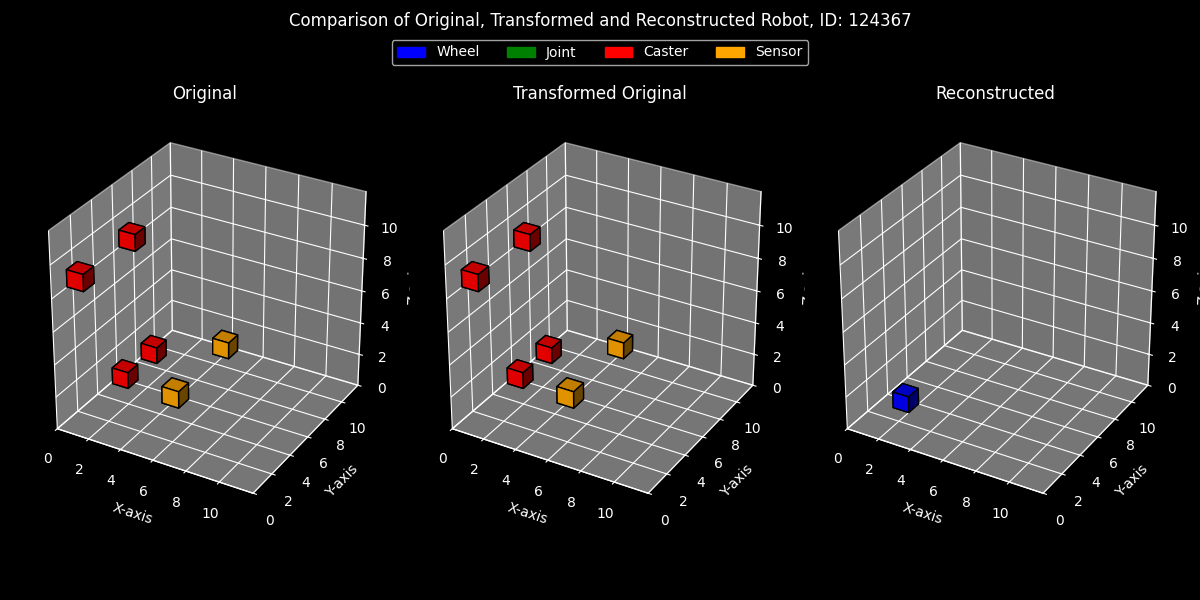 Comparison of Original, Transformed and Reconstructed Robot, ID: 124367
Wheel Joint Caster Sensor
Original Transformed Original Reconstructed
10 10 10
8 8 8
6 6 6
4 4 4
2 2 2
0 0 0
10 10 10
8 8 8
0 0 0
6 6 6
2 2 2
4 4 4
4 4 4
6 6 6
2 2 2
8 8 8
10 10 10
0 0 0
X-axis Y-axis X-axis Y-axis X-axis Y-axis